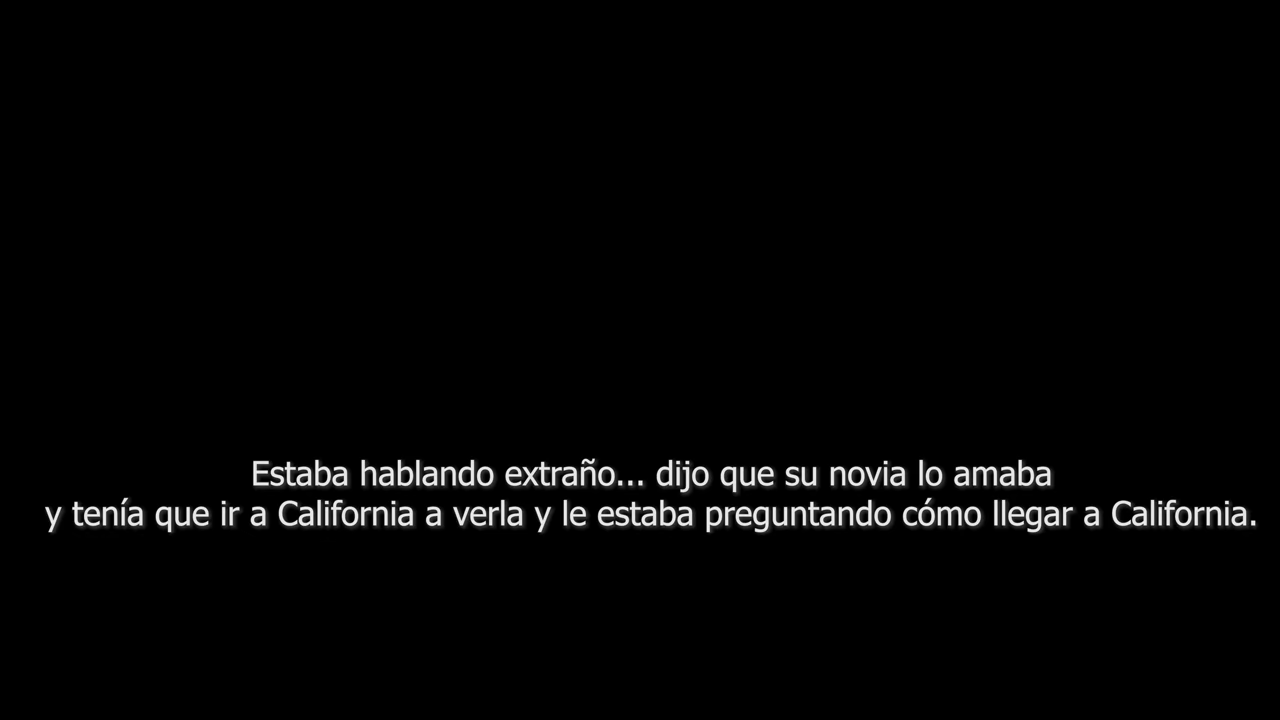 Estaba hablando extraño... dijo que su novia lo amaba
y tenía que ir a California a verla y le estaba preguntando cómo llegar a California.